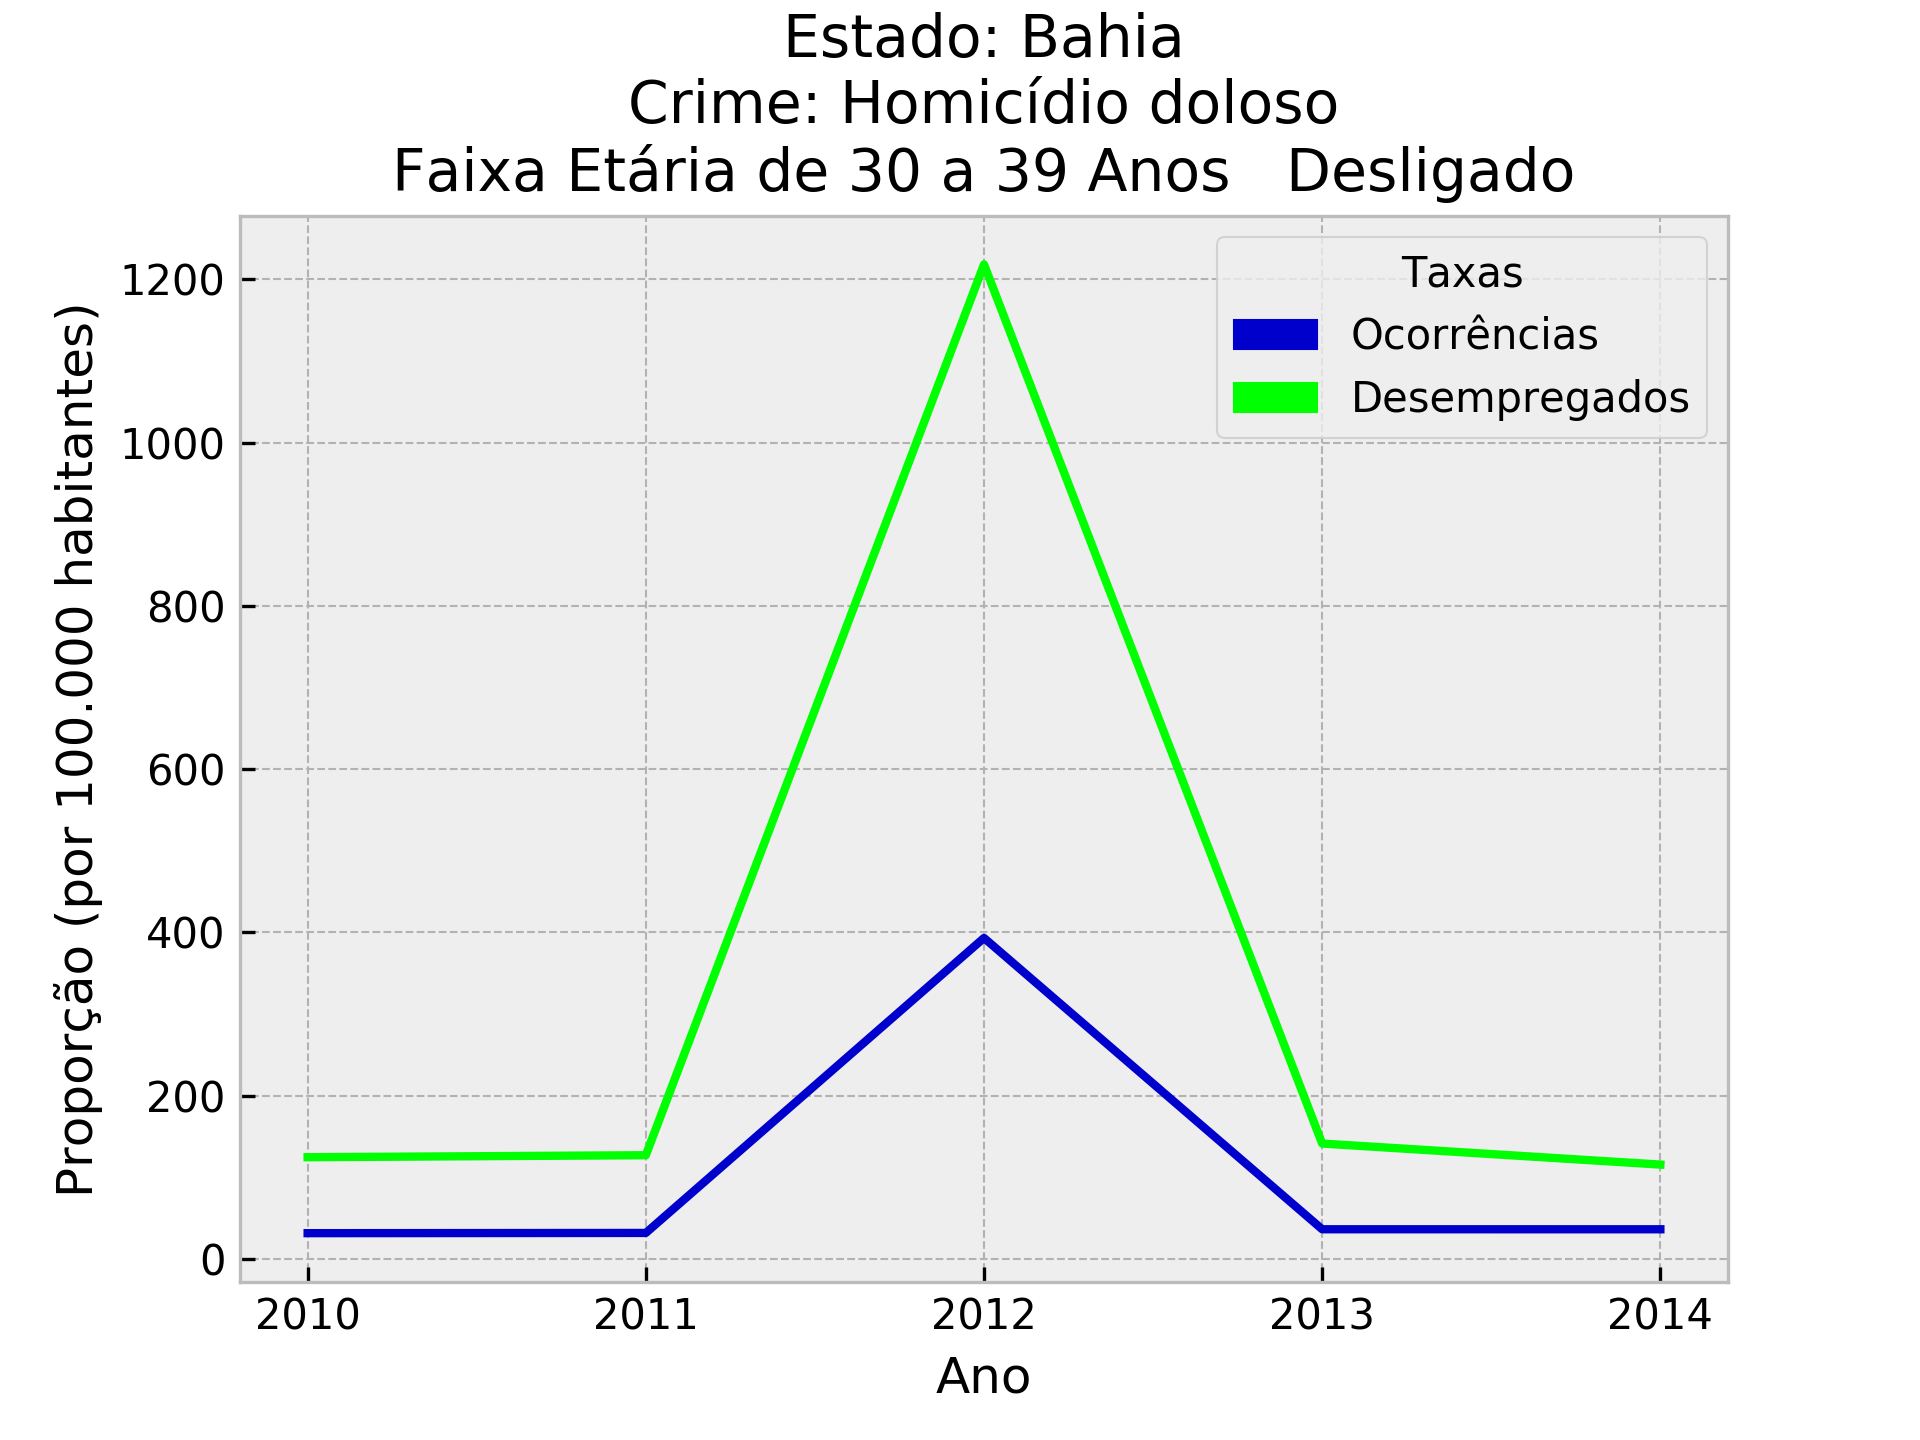 Estado: Bahia
Crime: Homicídio doloso
Faixa Etária de 30 a 39 Anos   Desligado
Proporção (por 100.000 habitantes)
1200
1000
800
600
400
200
0
Taxas
Ocorrências
Desempregados
2010 2011 2012 2013 2014
Ano